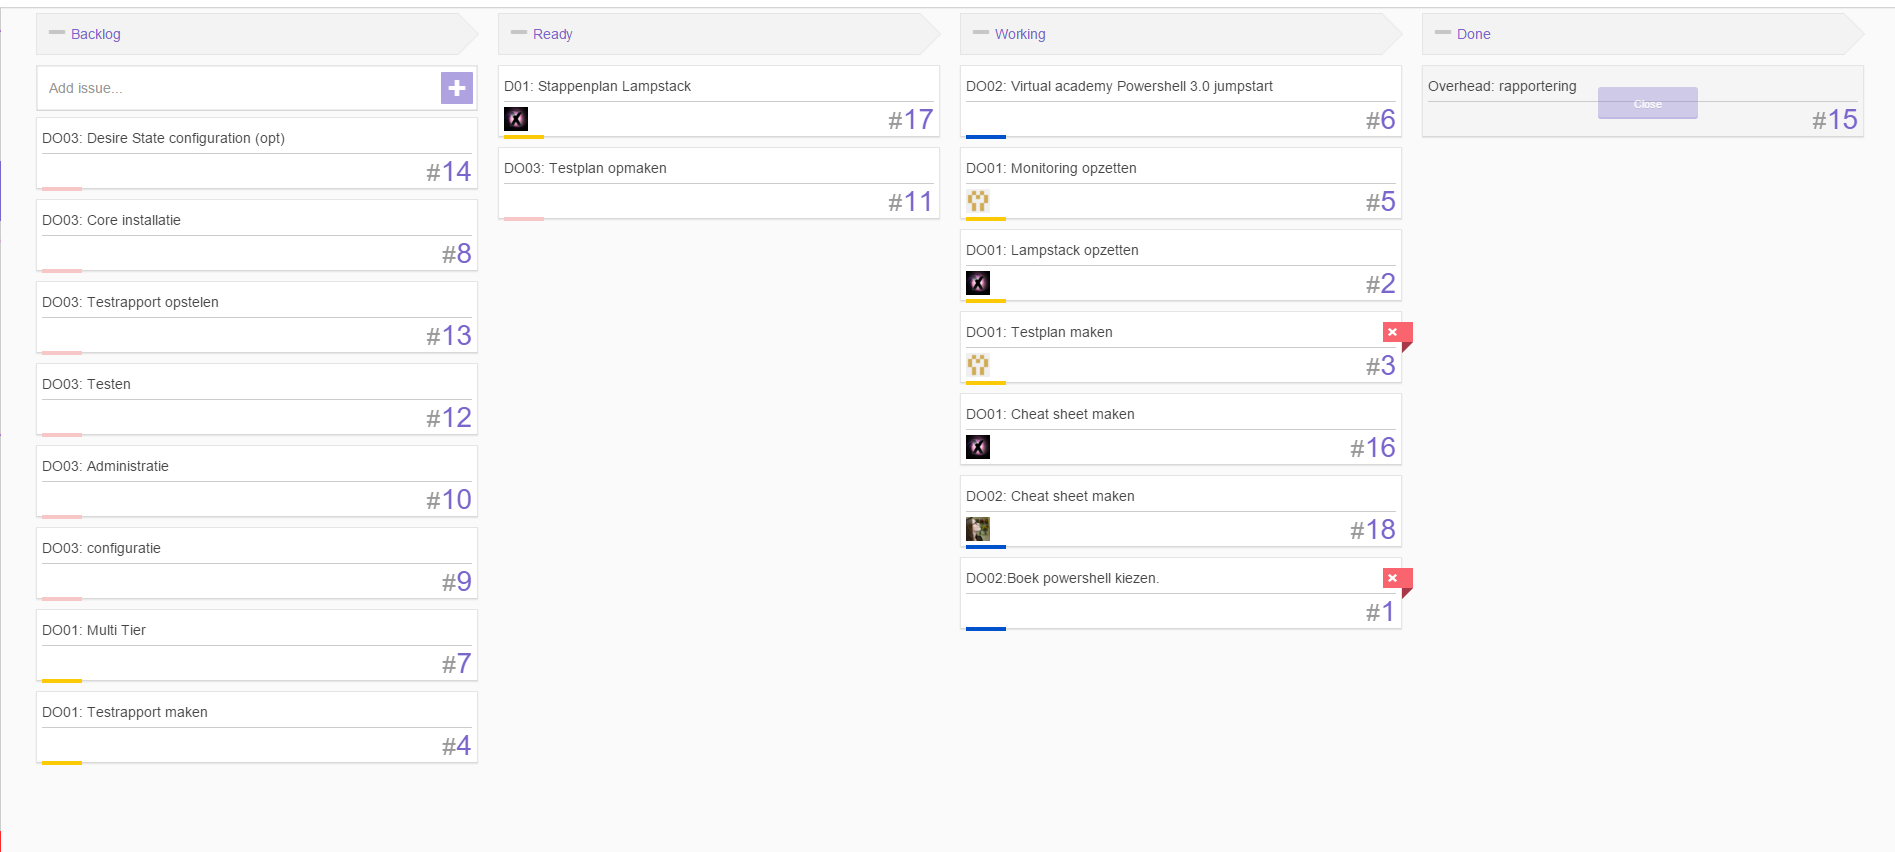 Backlog
Add issue...
DO03: Desire State configuration (opt)
#14
DO03: Core installatie
#8
DO03: Testrapport opstelen
#13
DO03: Testen
#12
DO03: Administratie
#10
DO03: configuratie
#9
DO01: Multi Tier
#7
DO01: Testrapport maken
#4
Ready
D01: Stappenplan Lampstack
#17
DO03: Testplan opmaken
#11
Working
DO02: Virtual academy Powershell 3.0 jumpstart
#6
DO01: Monitoring opzetten
#5
DO01: Lampstack opzetten
#2
DO01: Testplan maken
#3
DO01: Cheat sheet maken
#16
DO02: Cheat sheet maken
#18
DO02:Boek powershell kiezen.
#1
Done
Overhead: rapportering
Close
#15